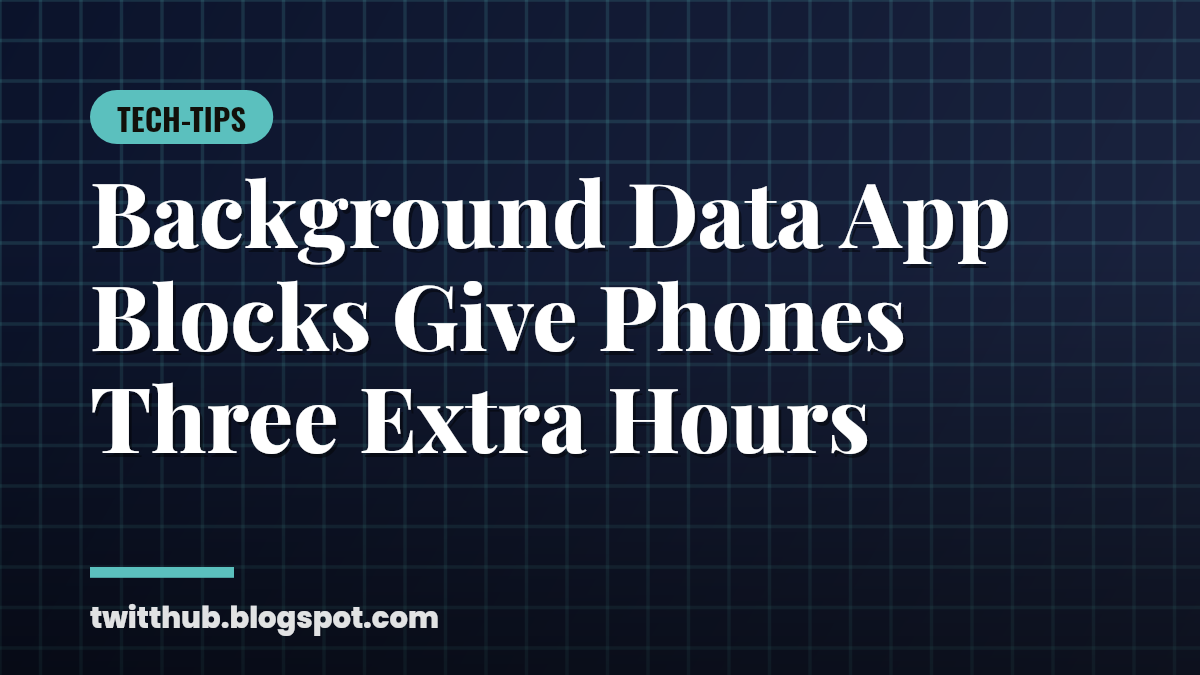 TECH-TIPS
Background Data App
Blocks Give Phones
Three Extra Hours
twitthub.blogspot.com